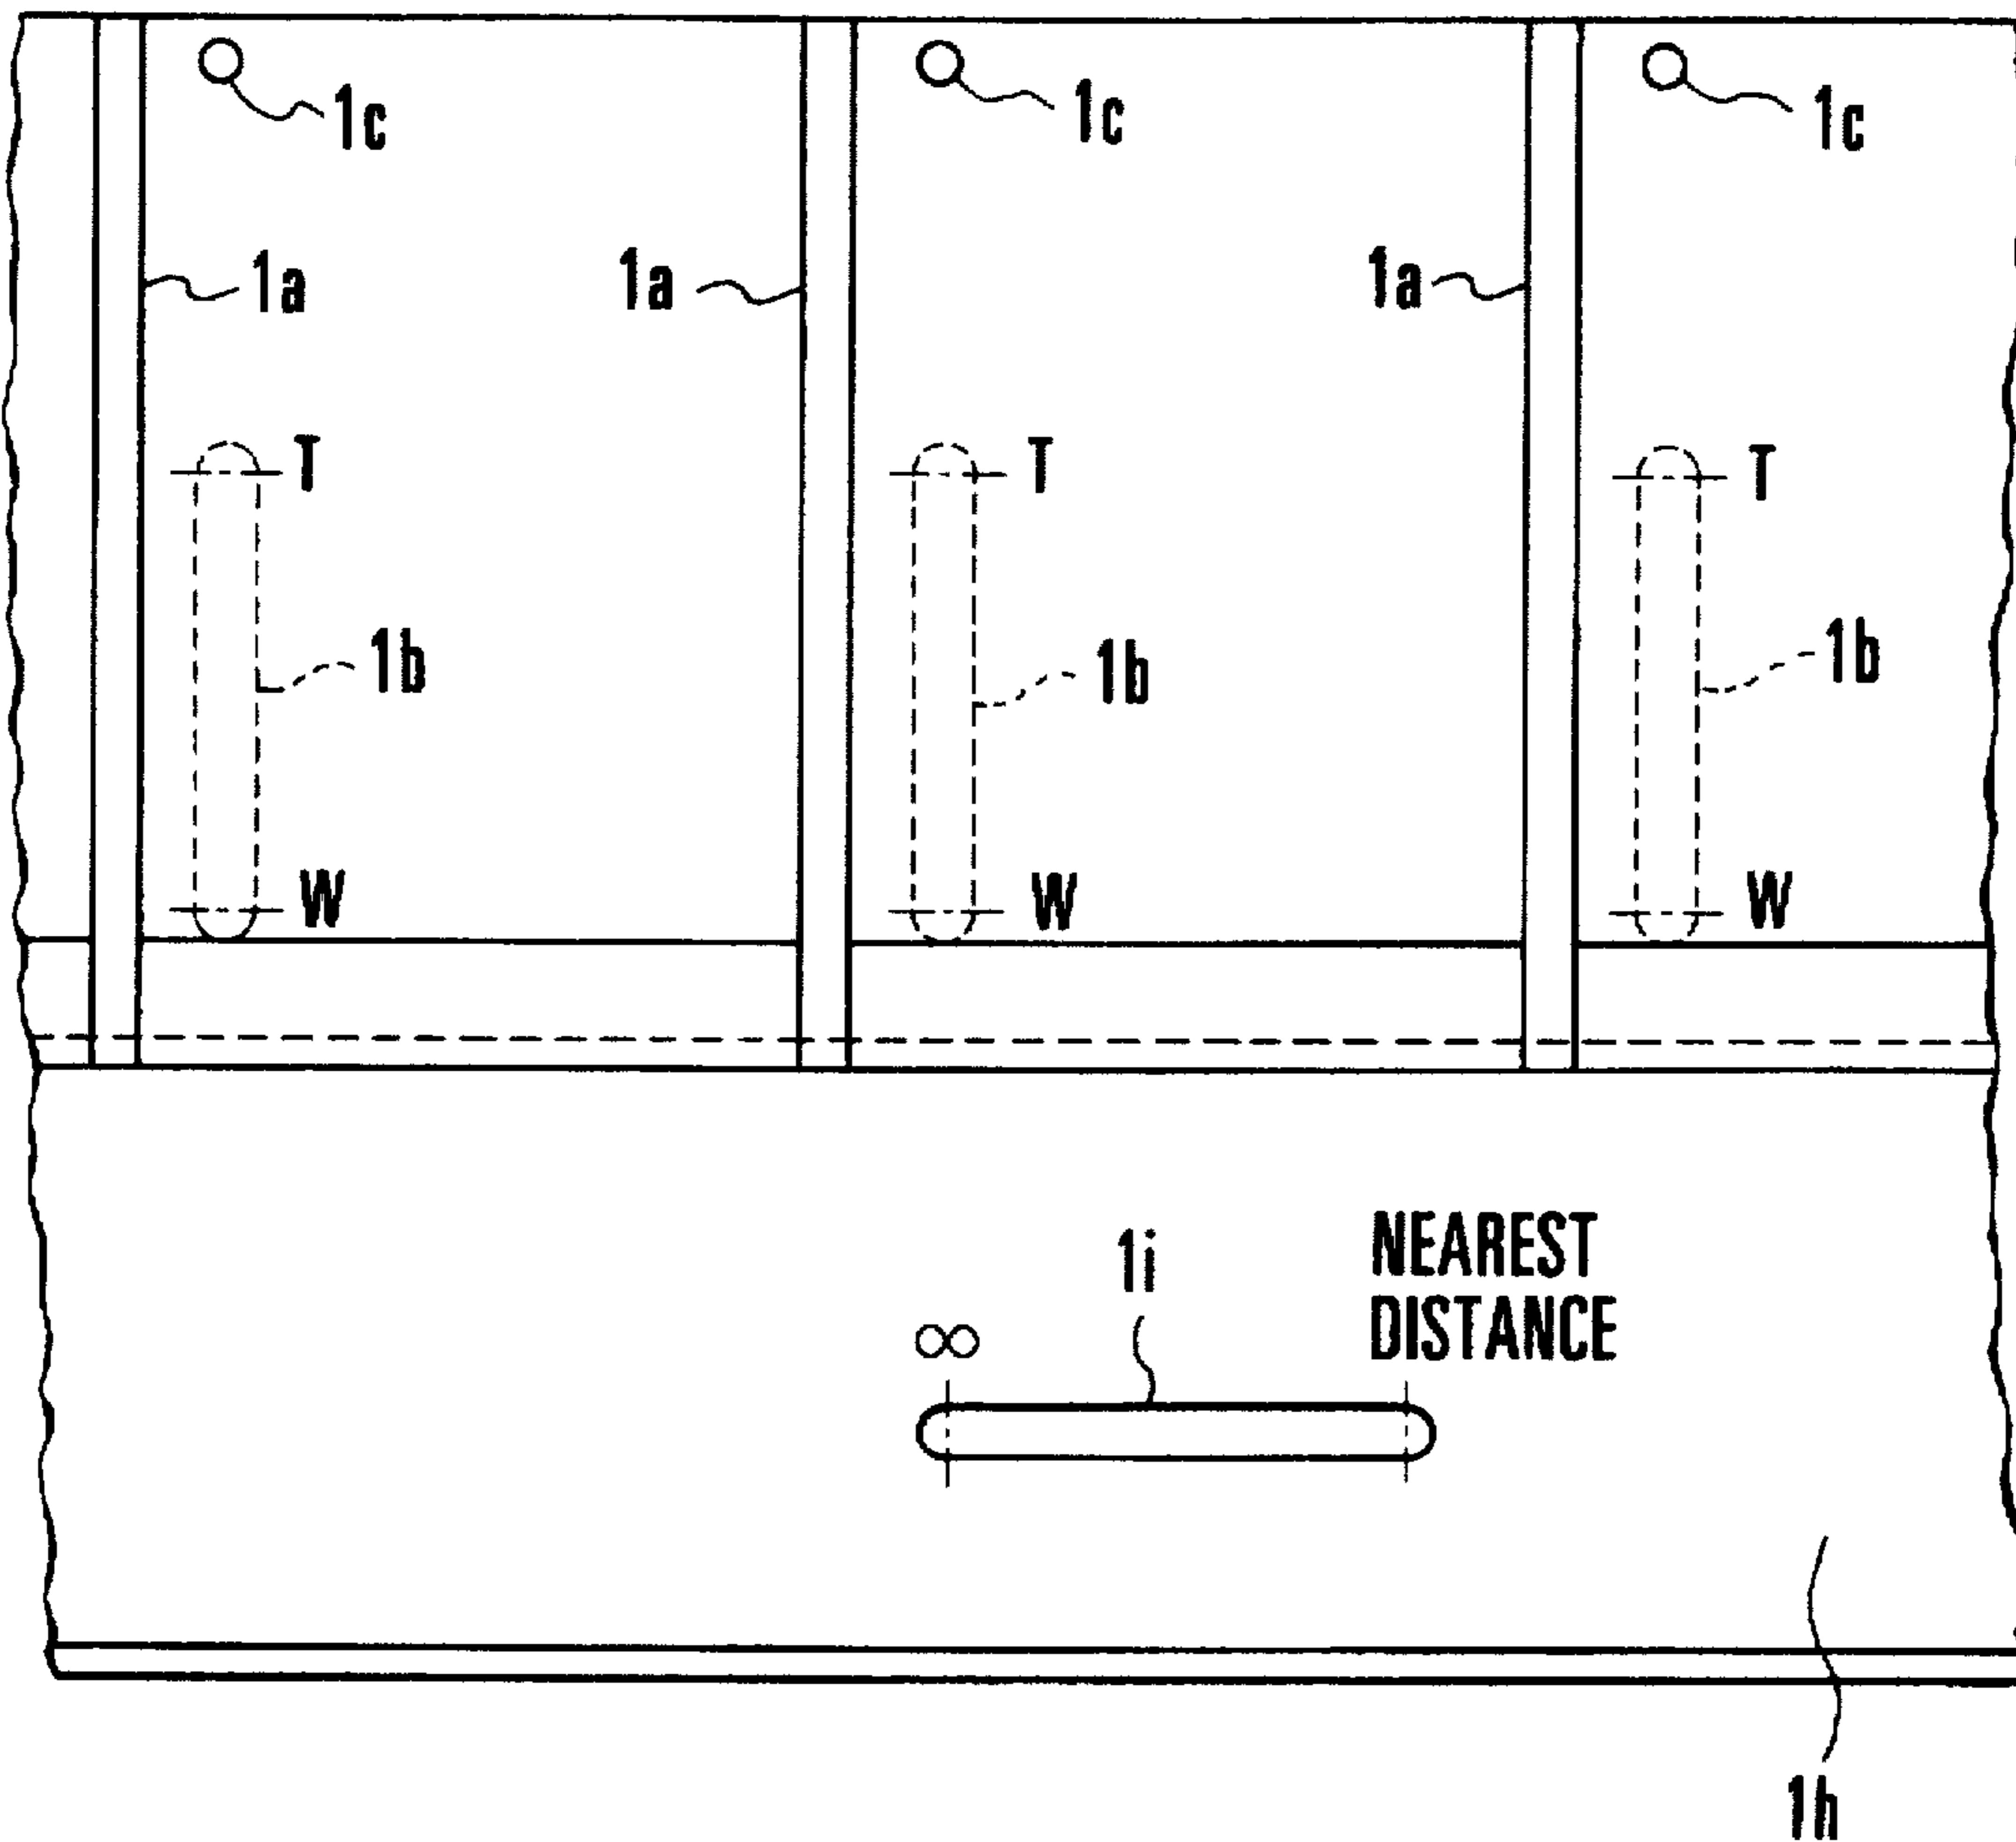 1c 1c 1c
1a 1a 1a
T T T
1b 1b 1b
W W W
NEAREST
1i
DISTANCE
∞
1h